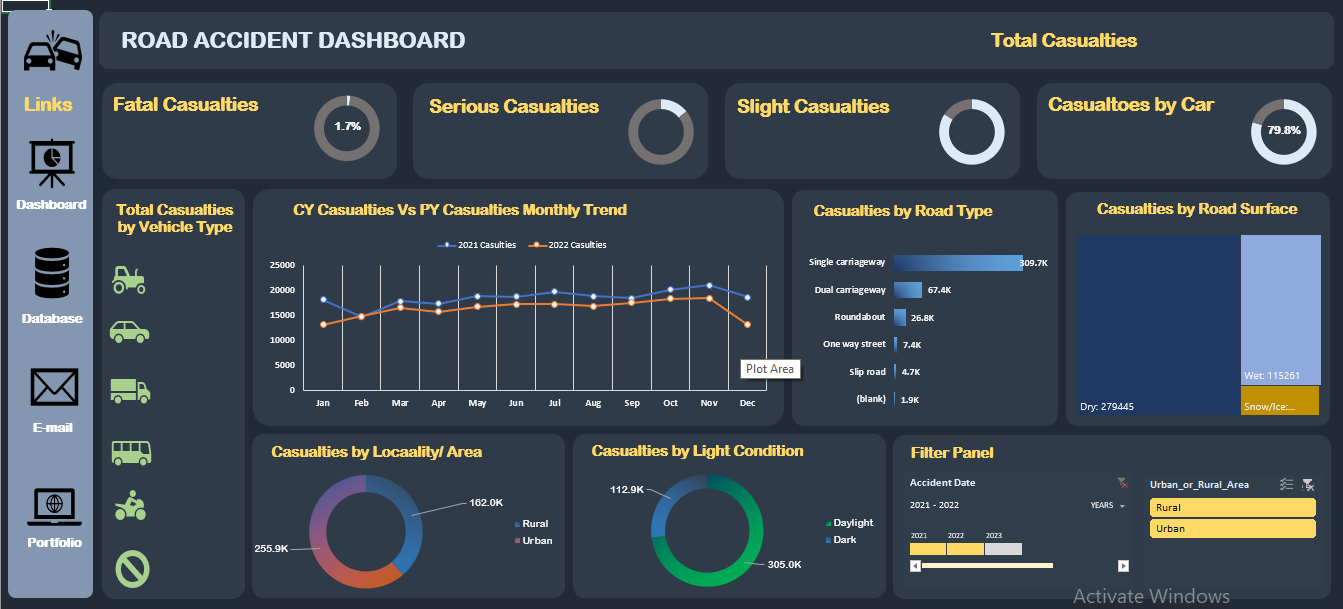 ROAD ACCIDENT DASHBOARD
Total Casualties
Links
Dashboard
Database
E-mail
Portfolio
Fatal Casualties
1.7%
Serious Casualties
Slight Casualties
Casualtoes by Car
79.8%
Total Casualties
by Vehicle Type
CY Casualties Vs PY Casualties Monthly Trend
2021 Casulties
2022 Casulties
25000
20000
15000
10000
5000
0
Jan
Feb
Mar
Apr
May
Jun
Jul
Aug
Sep
Oct
Nov
Dec
Plot Area
Casualties by Road Type
Single carriageway
309.7K
Dual carriageway
67.4K
Roundabout
26.8K
One way street
7.4K
Slip road
4.7K
(blank)
1.9K
Casualties by Road Surface
Dry: 279445
Wet: 115261
Snow/Ice:...
Casualties by Locaality/ Area
162.0K
255.9K
Rural
Urban
Casualties by Light Condition
112.9K
305.0K
Daylight
Dark
Filter Panel
Accident Date
2021 - 2022
YEARS
2021
2022
2023
Urban_or_Rural_Area
Rural
Urban
Activate Windows